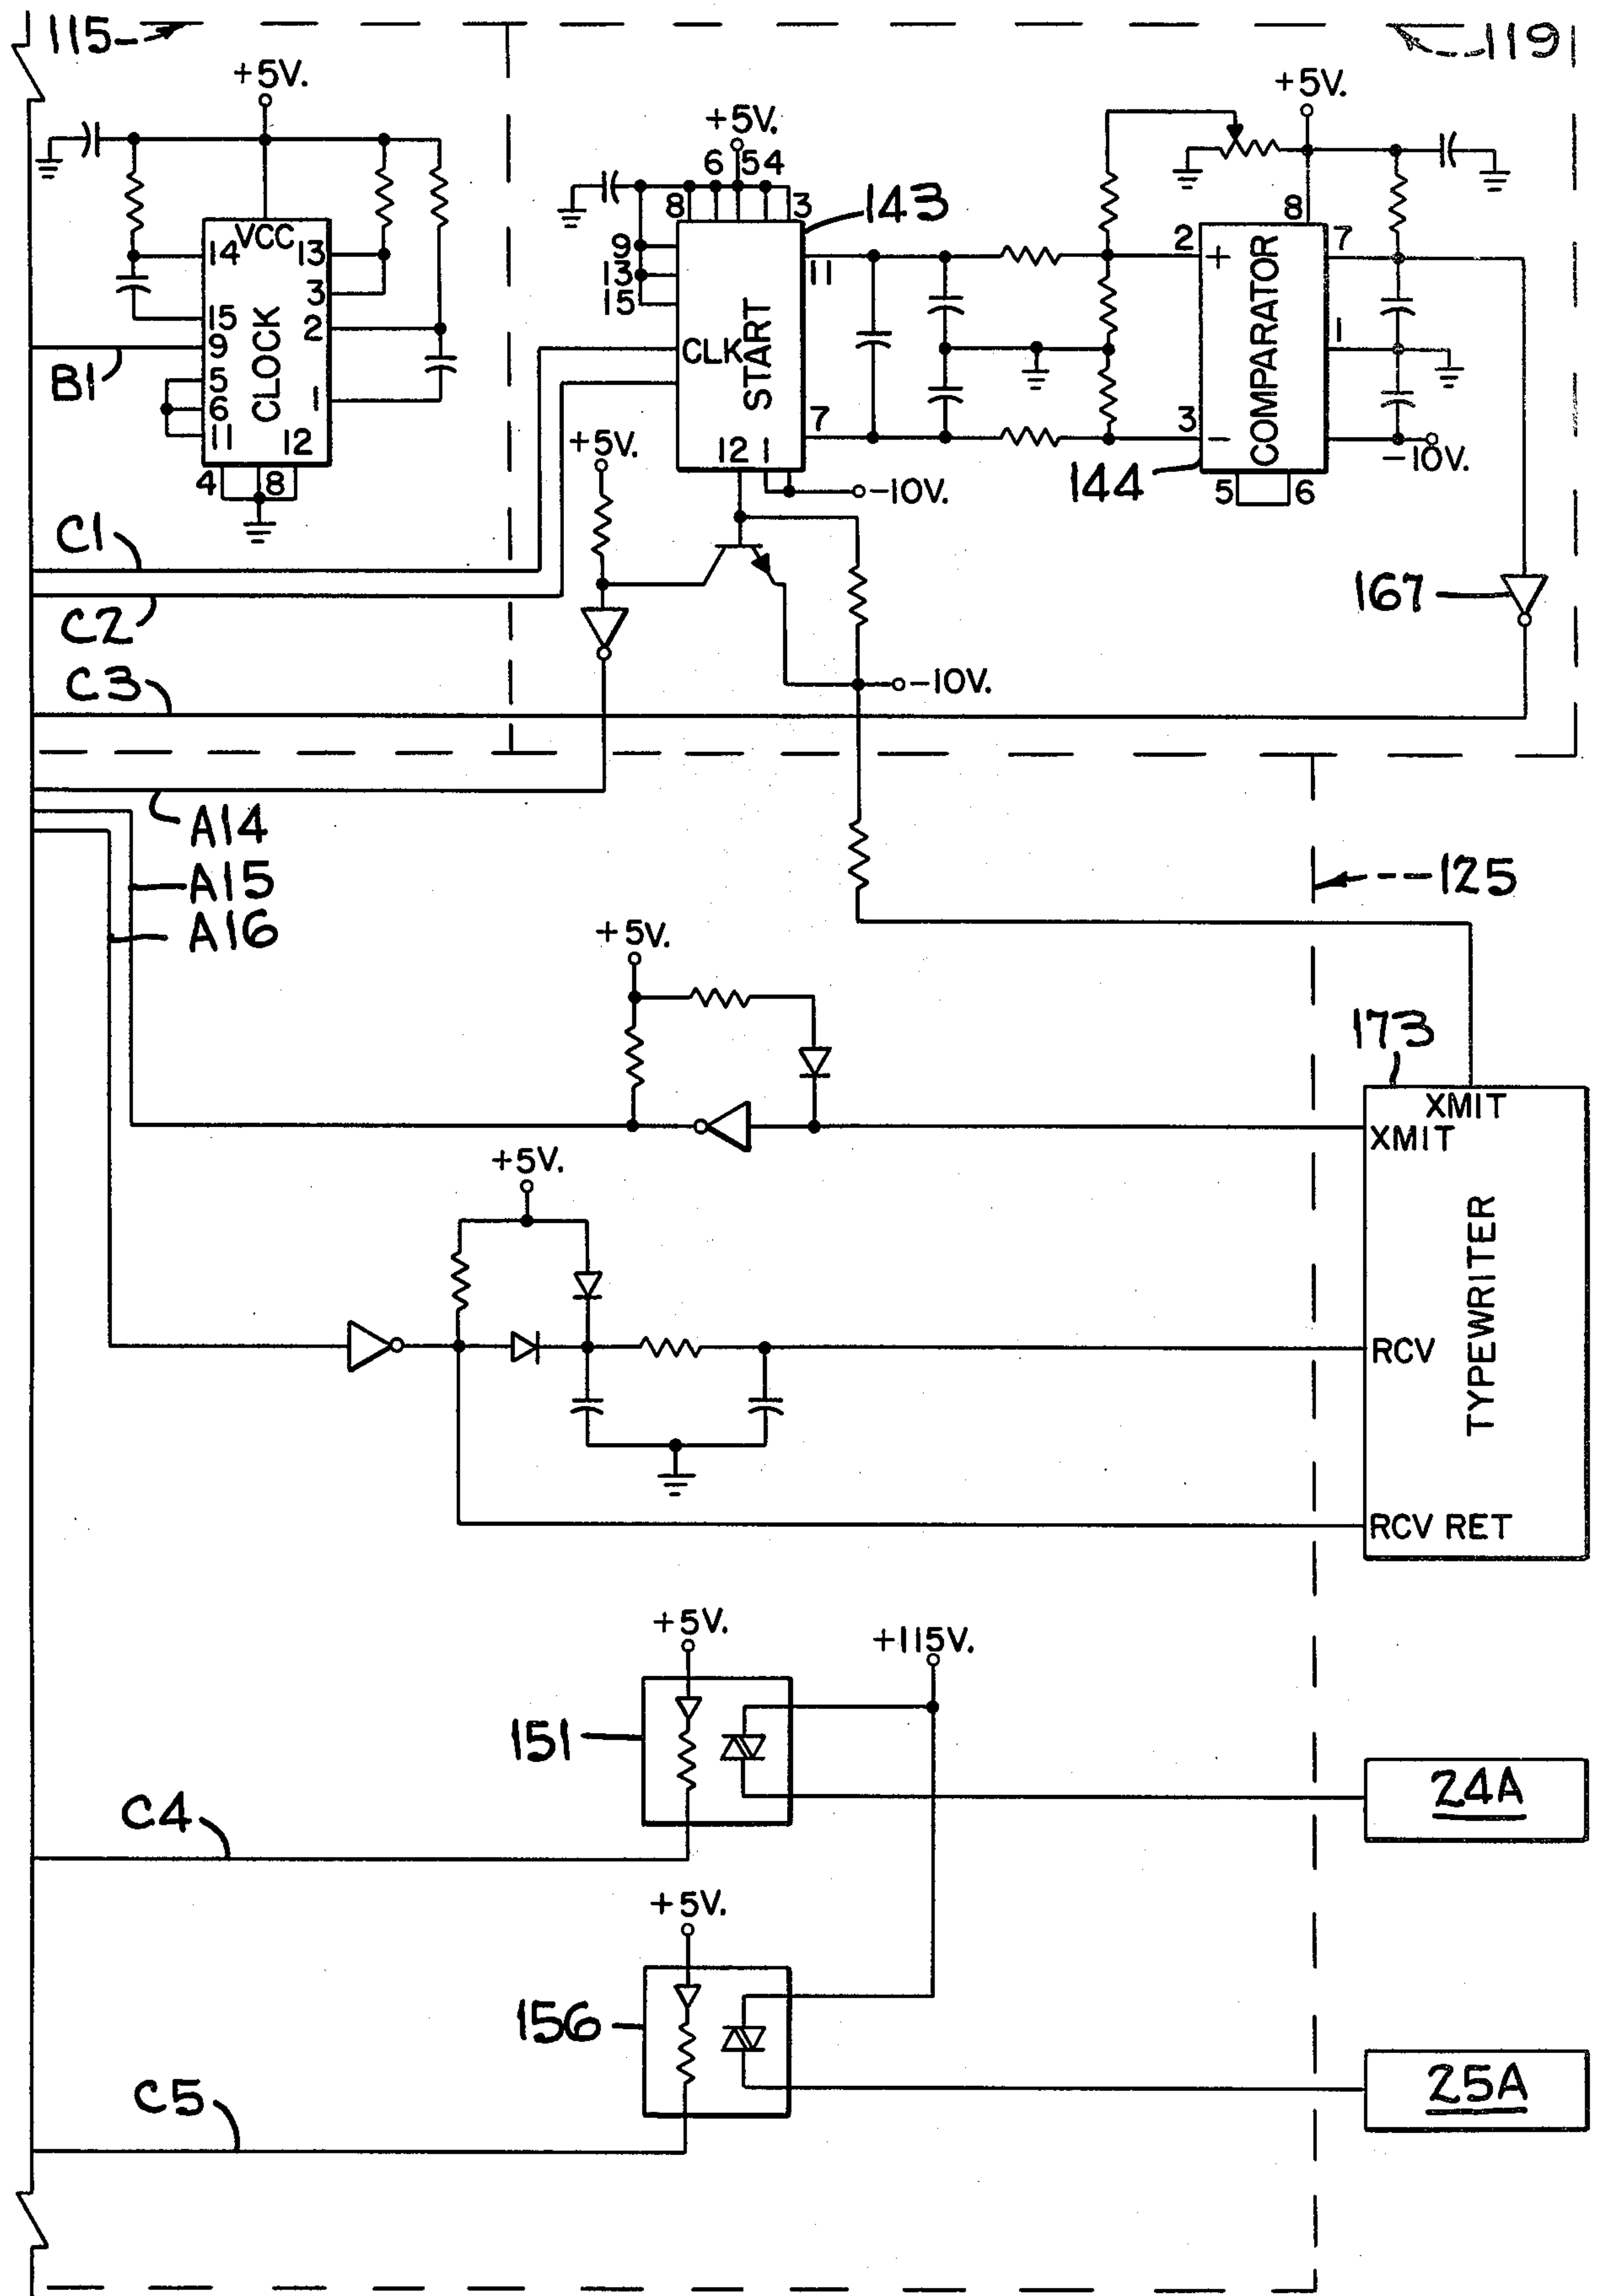 115
119
+5V.
+5V.
+5V.
6 5 4
8 3
143
8
VCC
14 13
3
15 2
9
B1
5
6 1
11 12
CLOCK
4 8
9
13
15
11
CLK
START
7
12 1
2 + 7
COMPARATOR
1
3 -
144
5 6
-10V.
+5V.
-10V.
C1
C2
167
C3
-10V.
A14
A15
A16
125
+5V.
173
XMIT
XMIT
+5V.
TYPEWRITER
RCV
RCV RET
+5V.
+115V.
151
24A
C4
+5V.
156
25A
C5